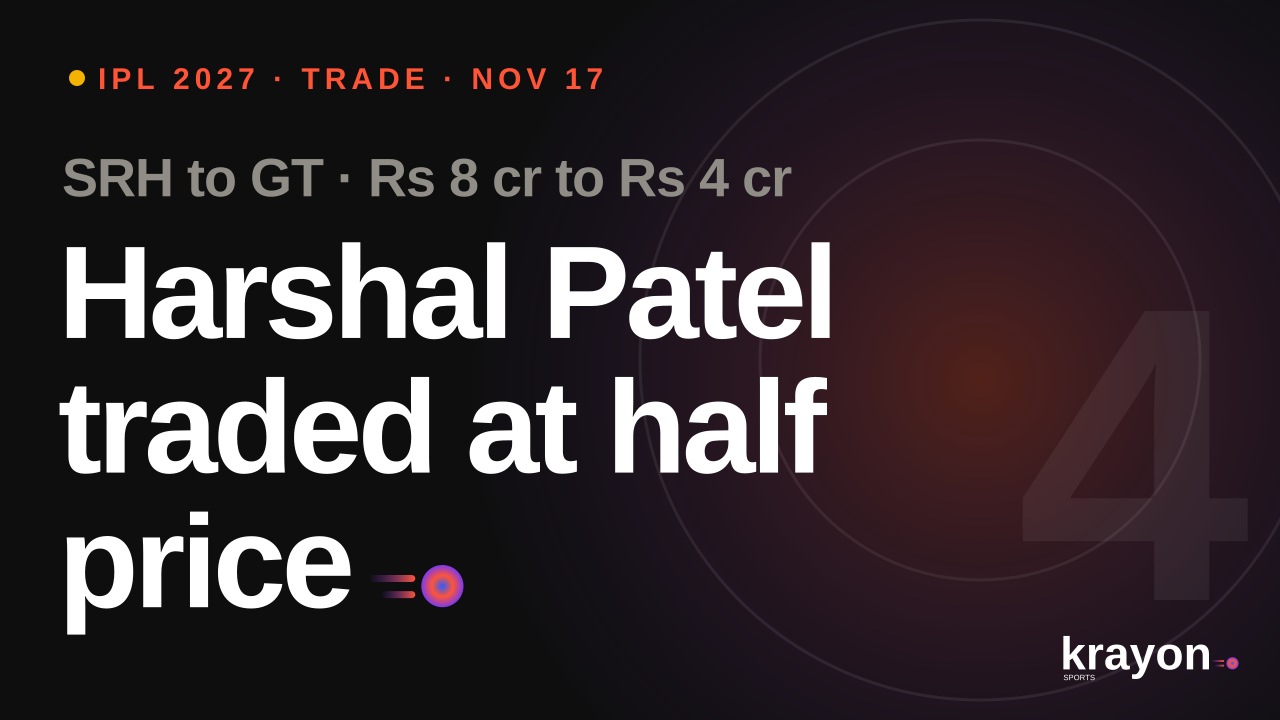 IPL 2027 · TRADE · NOV 17
SRH to GT · Rs 8 cr to Rs 4 cr
Harshal Patel
traded at half
price
4
krayon
SPORTS